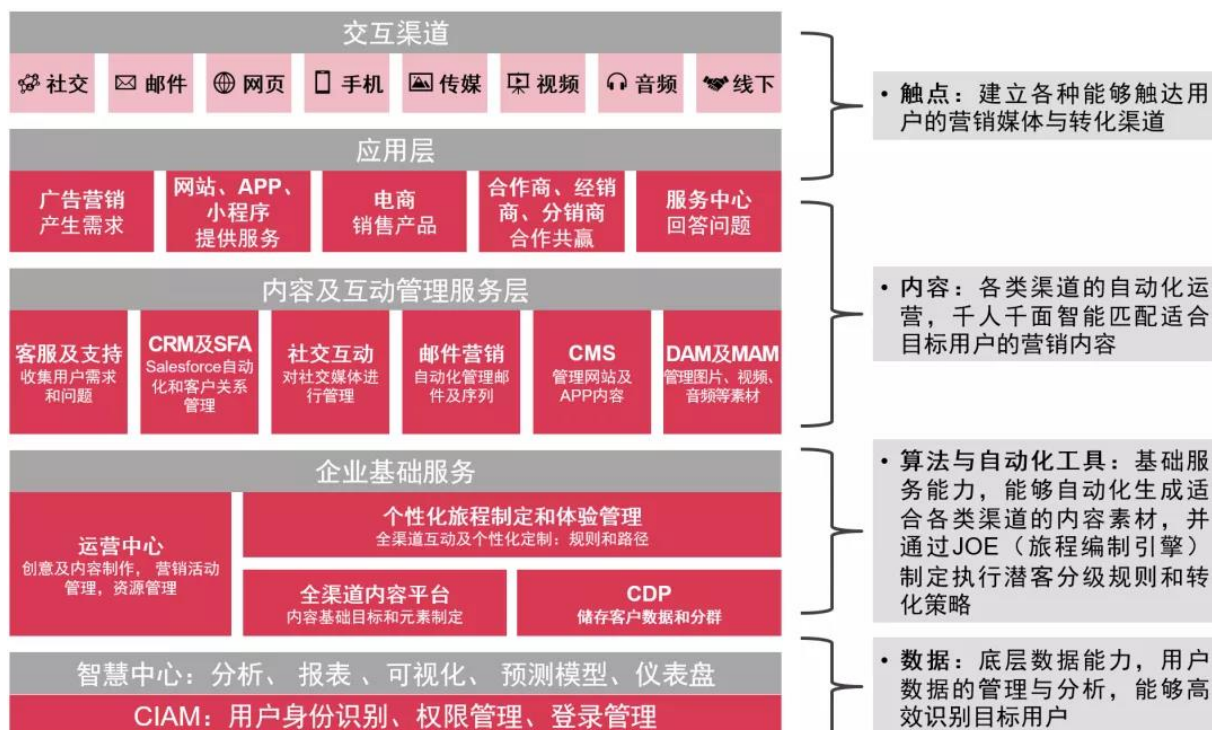 交互渠道
社交 邮件 网页 手机 传媒 视频 音频 线下
应用层
广告营销
产生需求
网站、APP、
小程序
提供服务
电商
销售产品
合作商、经销
商、分销商
合作共赢
服务中心
回答问题
内容及互动管理服务层
客服及支持
收集用户需求
和问题
CRM及SFA
Salesforce自动
化和客户关系
管理
社交互动
对社交媒体进
行管理
邮件营销
自动化管理邮
件及序列
CMS
管理网站及
APP内容
DAM及MAM
管理图片、视频、
音频等素材
企业基础服务
运营中心
创意及内容制作，营销活动
管理，资源管理
个性化旅程制定和体验管理
全渠道互动及个性化定制：规则和路径
全渠道内容平台
内容基础目标和元素制定
CDP
储存客户数据和分群
智慧中心：分析、 报表 、可视化、 预测模型、仪表盘
CIAM：用户身份识别、权限管理、登录管理
• 触点：建立各种能够触达用
户的营销媒体与转化渠道
• 内容：各类渠道的自动化运
营，千人千面智能匹配适合
目标用户的营销内容
• 算法与自动化工具：基础服
务能力，能够自动化生成适
合各类渠道的内容素材，并
通过JOE（旅程编制引擎）
制定执行潜客分级规则和转
化策略
• 数据：底层数据能力，用户
数据的管理与分析，能够高
效识别目标用户